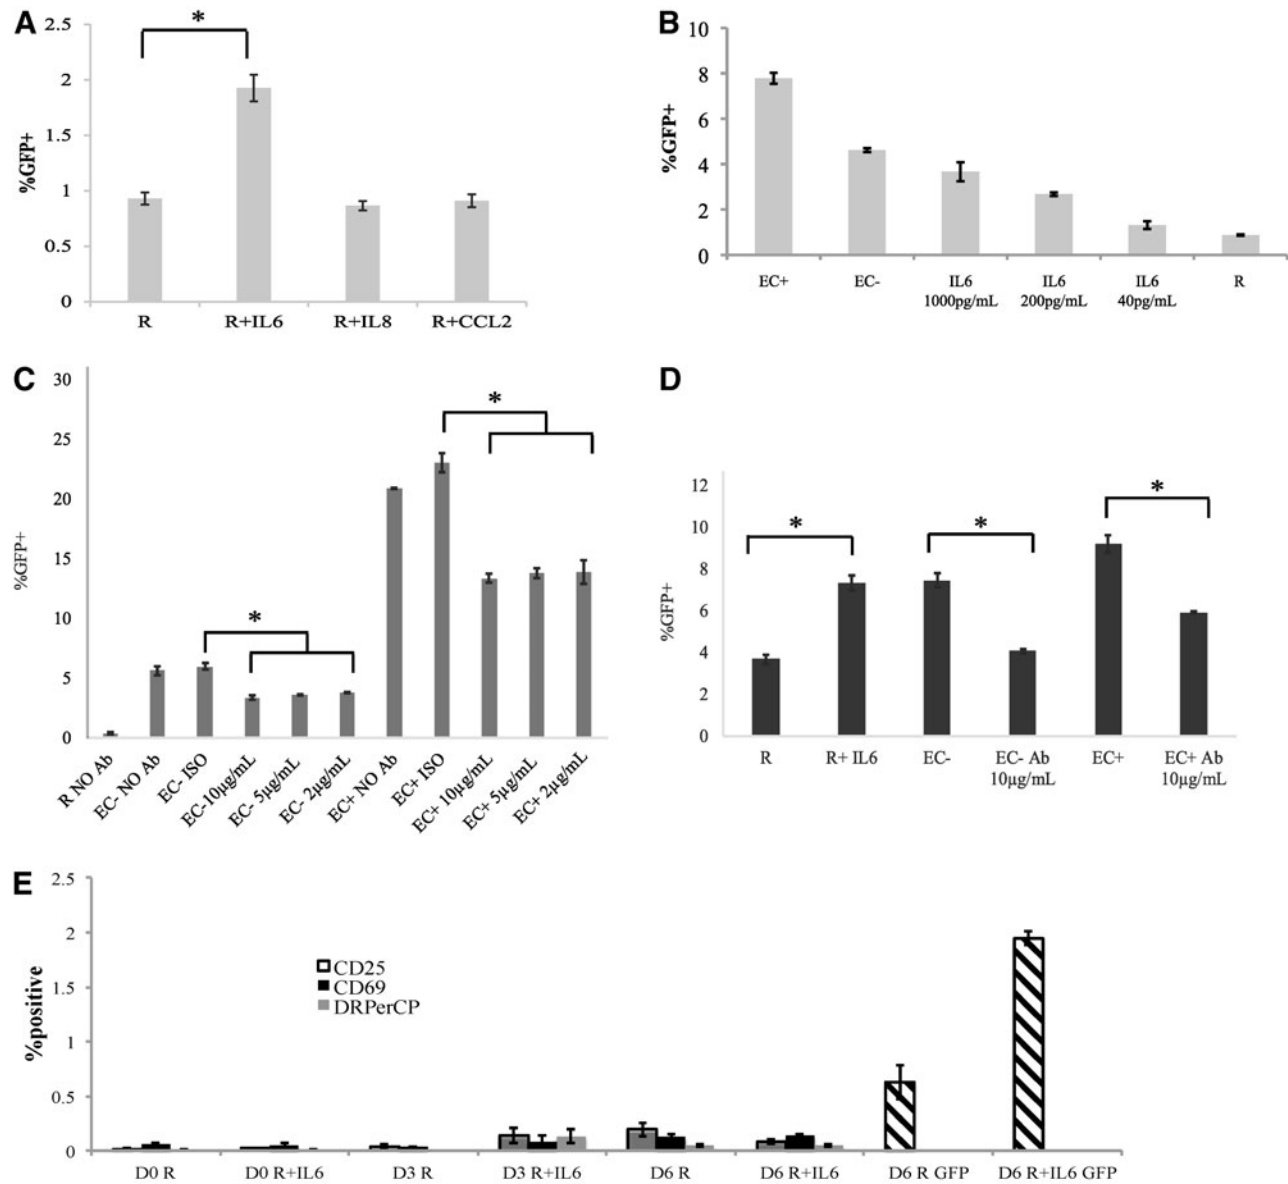 A
2.5
*
2
1.5
1
0.5
0
%GFP+
R
R+IL6
R+IL8
R+CCL2
B
10
8
6
4
2
0
%GFP+
EC+
EC-
IL6
1000pg/mL
IL6
200pg/mL
IL6
40pg/mL
R
C
30
25
20
15
10
5
0
%GFP+
*
*
R NO Ab
EC- NO Ab
EC- ISO
EC-10µg/mL
EC- 5µg/mL
EC- 2µg/mL
EC+ NO Ab
EC+ ISO
EC+ 10µg/mL
EC+ 5µg/mL
EC+ 2µg/mL
D
12
10
8
6
4
2
0
%GFP+
*
*
*
R
R+ IL6
EC-
EC- Ab
10µg/mL
EC+
EC+ Ab
10µg/mL
E
2.5
2
1.5
1
0.5
0
%positive
CD25
CD69
DRPerCP
D0 R
D0 R+IL6
D3 R
D3 R+IL6
D6 R
D6 R+IL6
D6 R GFP
D6 R+IL6 GFP